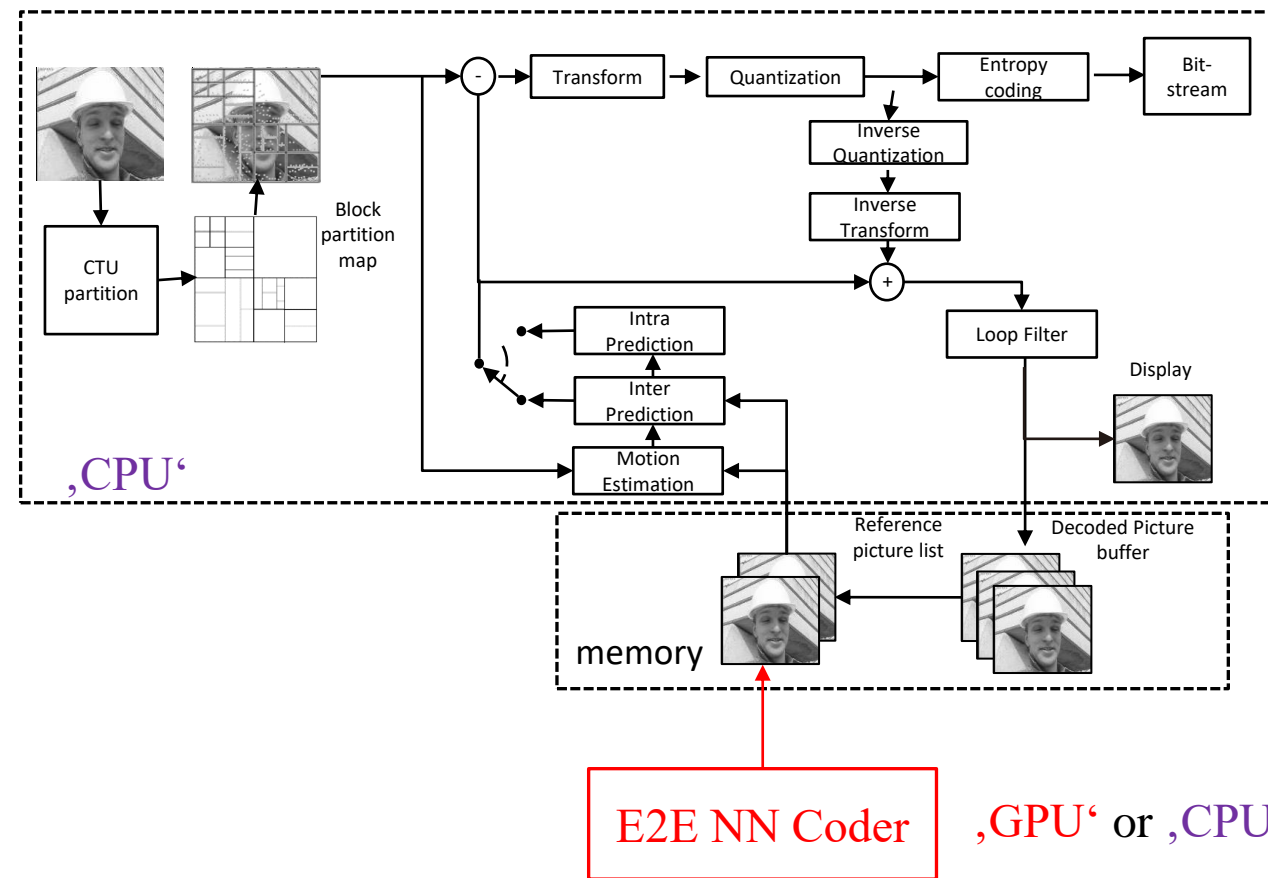 Transform
Quantization
Entropy
coding
Bit-
stream
-
Inverse
Quantization
Inverse
Transform
Block
partition
map
CTU
partition
+
Intra
Prediction
Loop Filter
Inter
Prediction
Display
Motion
Estimation
‚CPU‘
Reference
picture list
Decoded Picture
buffer
memory
E2E NN Coder
‚GPU‘ or ‚CPU